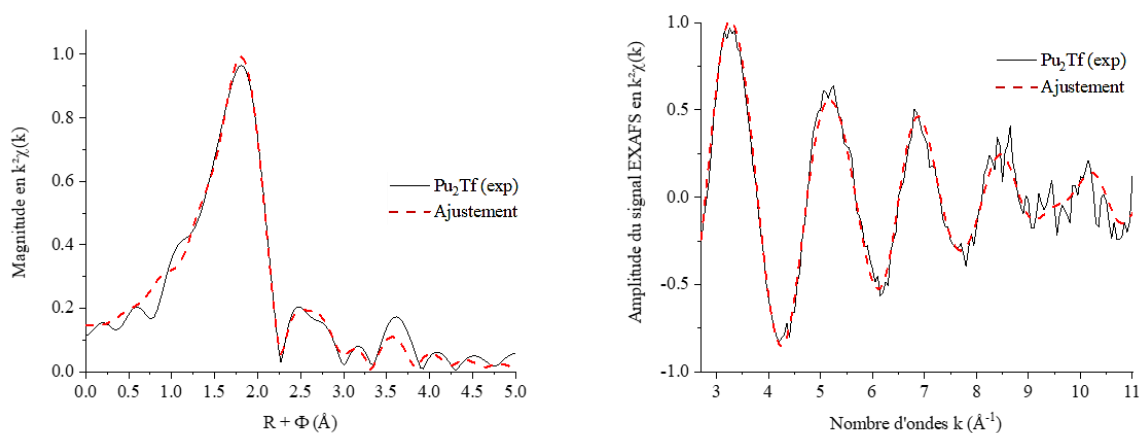 Magnitude en k²χ(k)
1.0
0.8
0.6
0.4
0.2
0.0
Pu₂Tf (exp)
Ajustement
0.0 0.5 1.0 1.5 2.0 2.5 3.0 3.5 4.0 4.5 5.0
R + Φ (Å)
Amplitude du signal EXAFS en k²χ(k)
1.0
0.5
0.0
-0.5
-1.0
Pu₂Tf (exp)
Ajustement
3 4 5 6 7 8 9 10 11
Nombre d'ondes k (Å⁻¹)